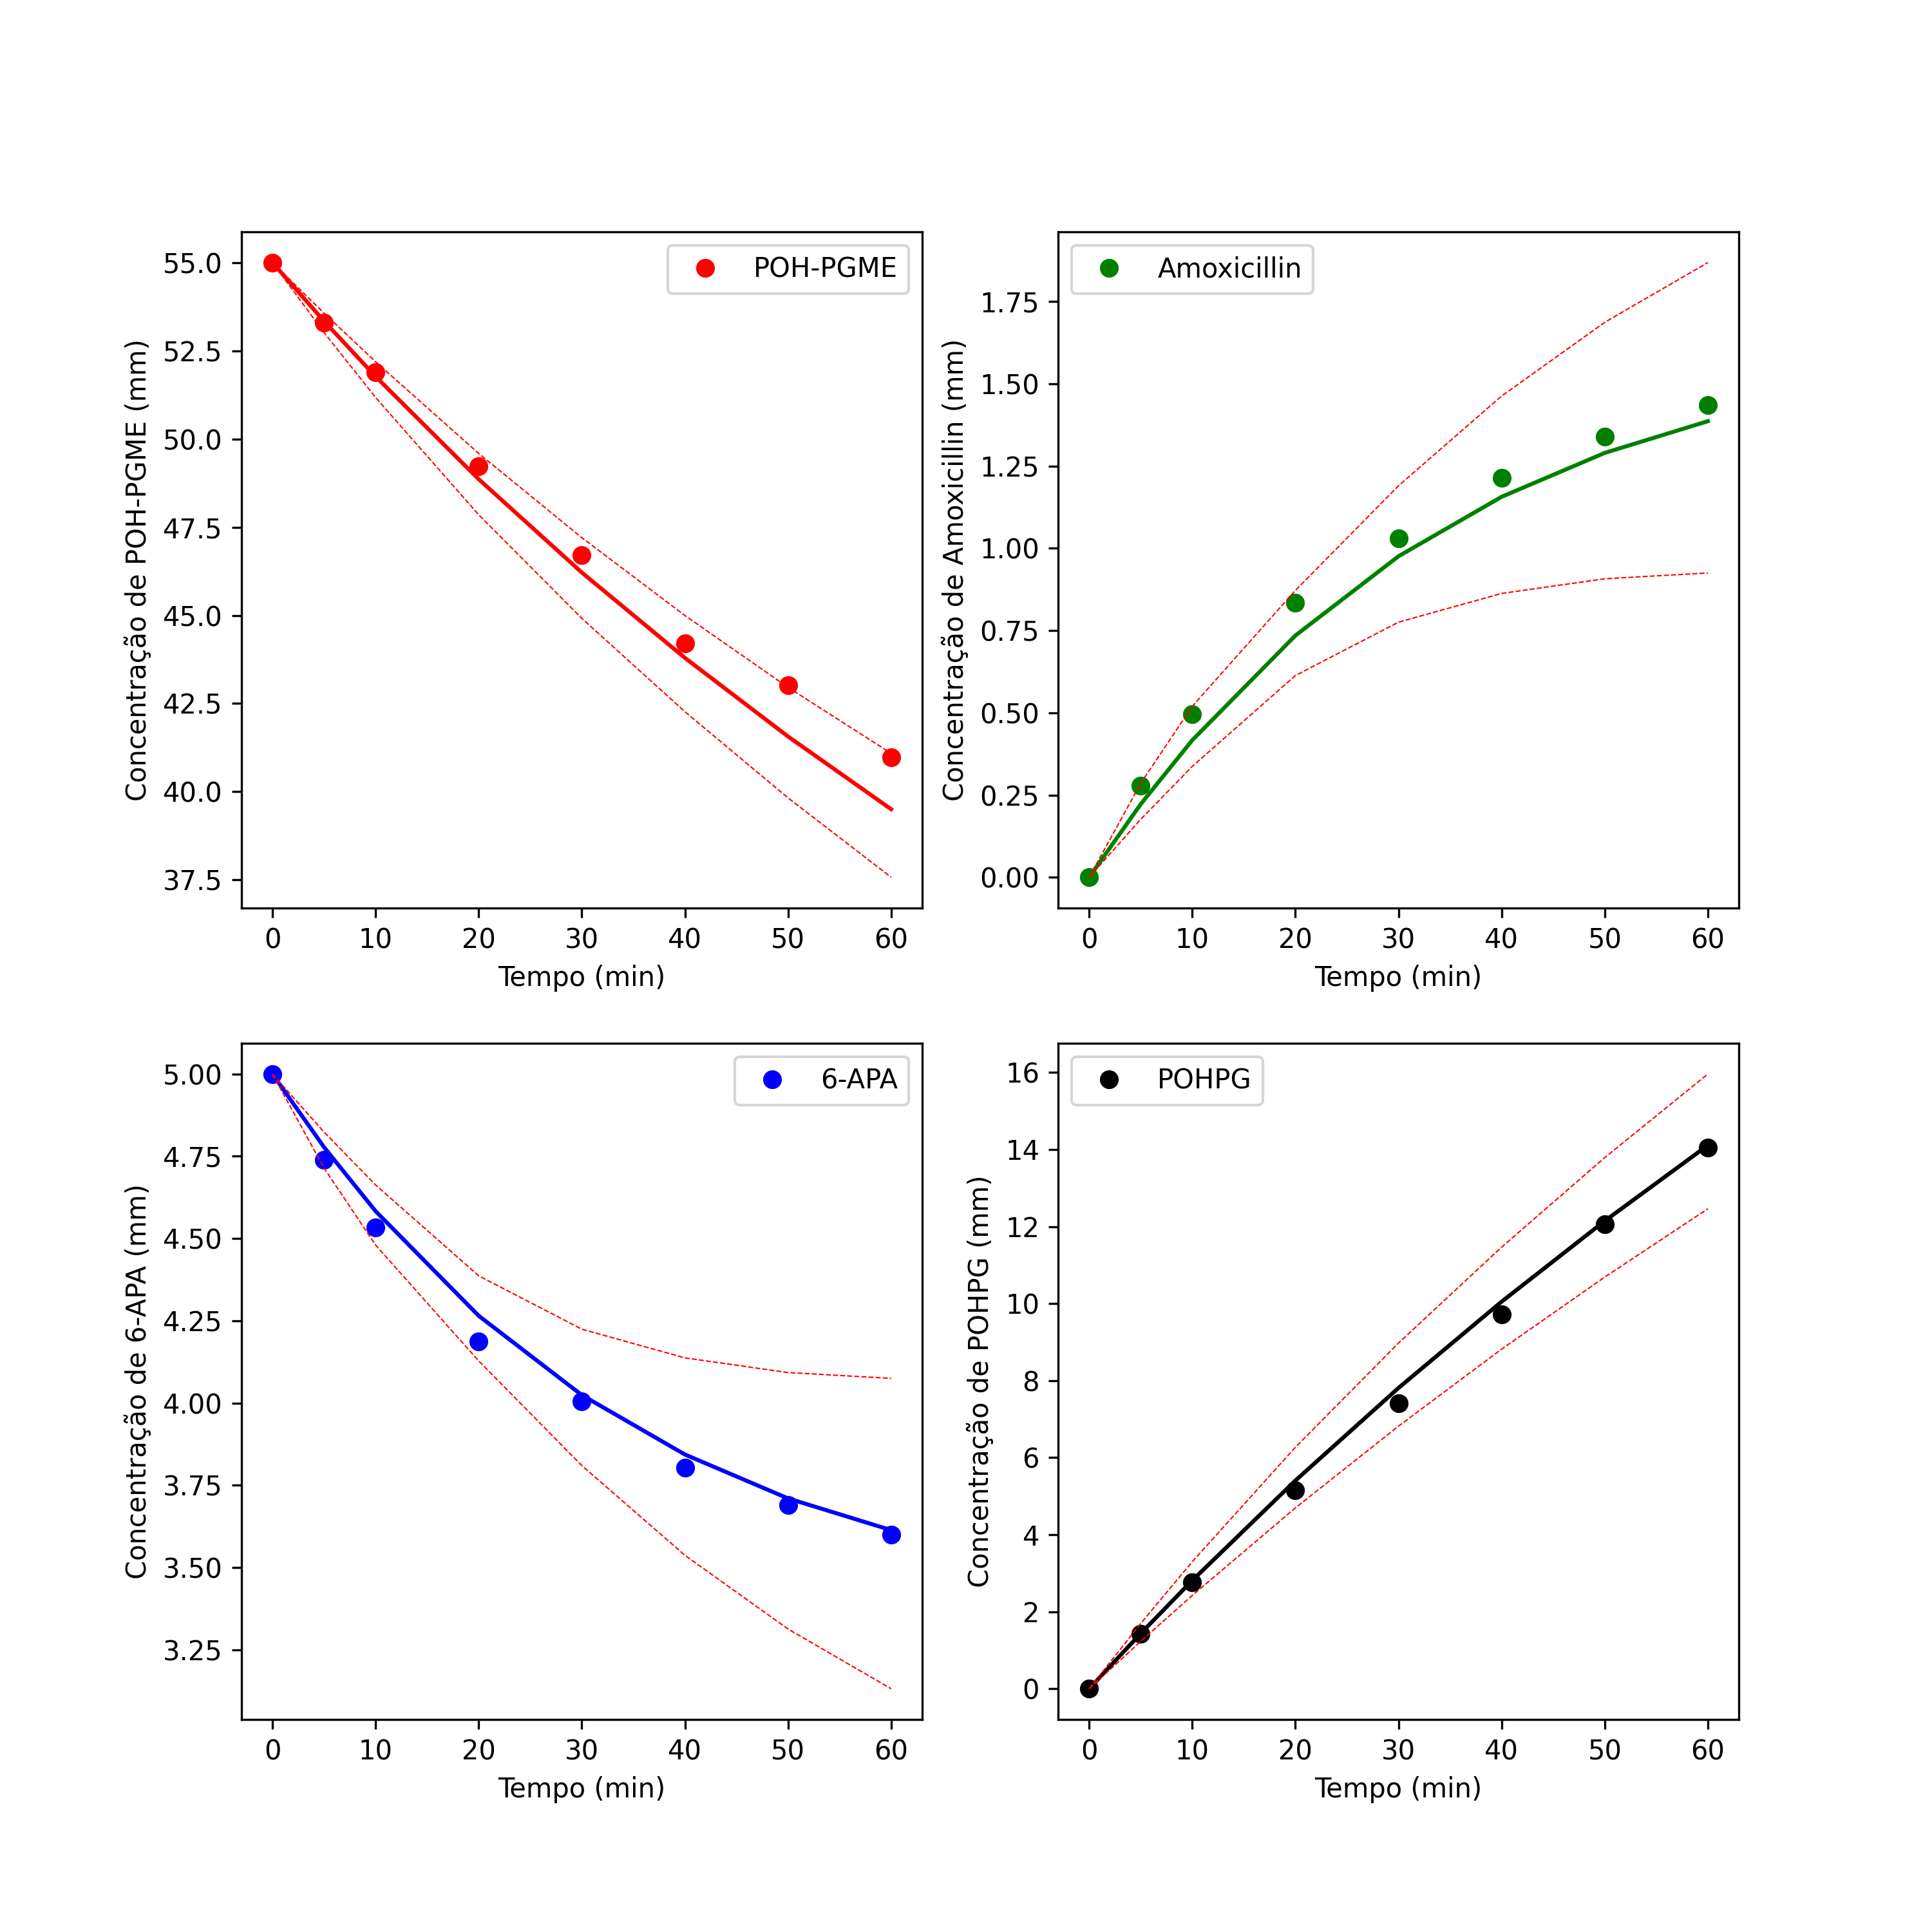 POH-PGME
Concentração de POH-PGME (mm)
55.0
52.5
50.0
47.5
45.0
42.5
40.0
37.5
0 10 20 30 40 50 60
Tempo (min)
Amoxicillin
Concentração de Amoxicillin (mm)
1.75
1.50
1.25
1.00
0.75
0.50
0.25
0.00
0 10 20 30 40 50 60
Tempo (min)
6-APA
Concentração de 6-APA (mm)
5.00
4.75
4.50
4.25
4.00
3.75
3.50
3.25
0 10 20 30 40 50 60
Tempo (min)
POHPG
Concentração de POHPG (mm)
16
14
12
10
8
6
4
2
0
0 10 20 30 40 50 60
Tempo (min)